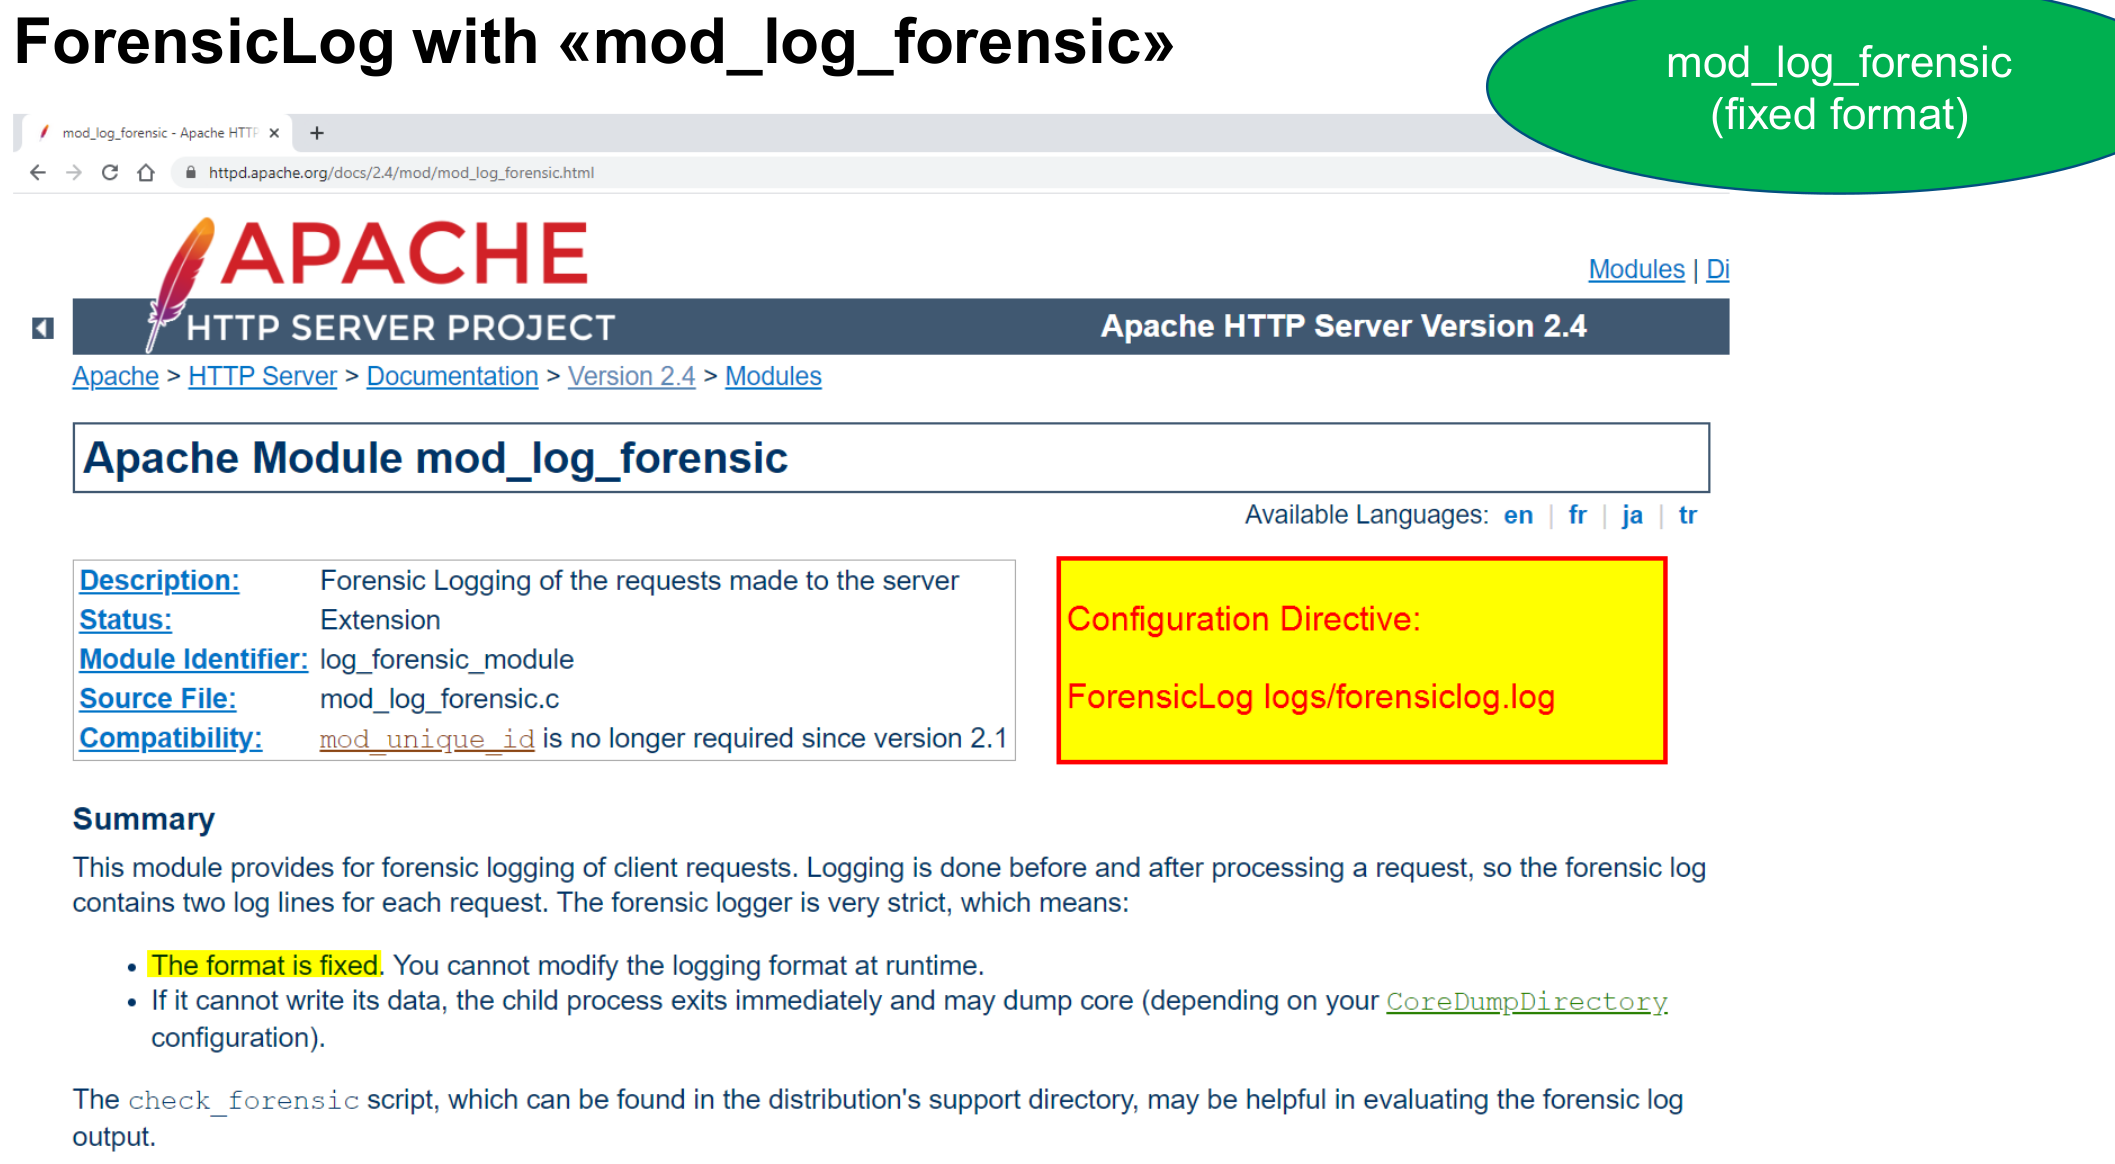 ForensicLog with «mod_log_forensic»
mod_log_forensic
(fixed format)
mod_log_forensic - Apache HTTP
httpd.apache.org/docs/2.4/mod/mod_log_forensic.html
APACHE
HTTP SERVER PROJECT
Modules | Di
Apache HTTP Server Version 2.4
Apache > HTTP Server > Documentation > Version 2.4 > Modules
Apache Module mod_log_forensic
Available Languages: en | fr | ja | tr
Description: Forensic Logging of the requests made to the server
Status: Extension
Module Identifier: log_forensic_module
Source File: mod_log_forensic.c
Compatibility: mod_unique_id is no longer required since version 2.1
Configuration Directive:
ForensicLog logs/forensiclog.log
Summary
This module provides for forensic logging of client requests. Logging is done before and after processing a request, so the forensic log
contains two log lines for each request. The forensic logger is very strict, which means:
• The format is fixed. You cannot modify the logging format at runtime.
• If it cannot write its data, the child process exits immediately and may dump core (depending on your CoreDumpDirectory
configuration).
The check_forensic script, which can be found in the distribution's support directory, may be helpful in evaluating the forensic log
output.